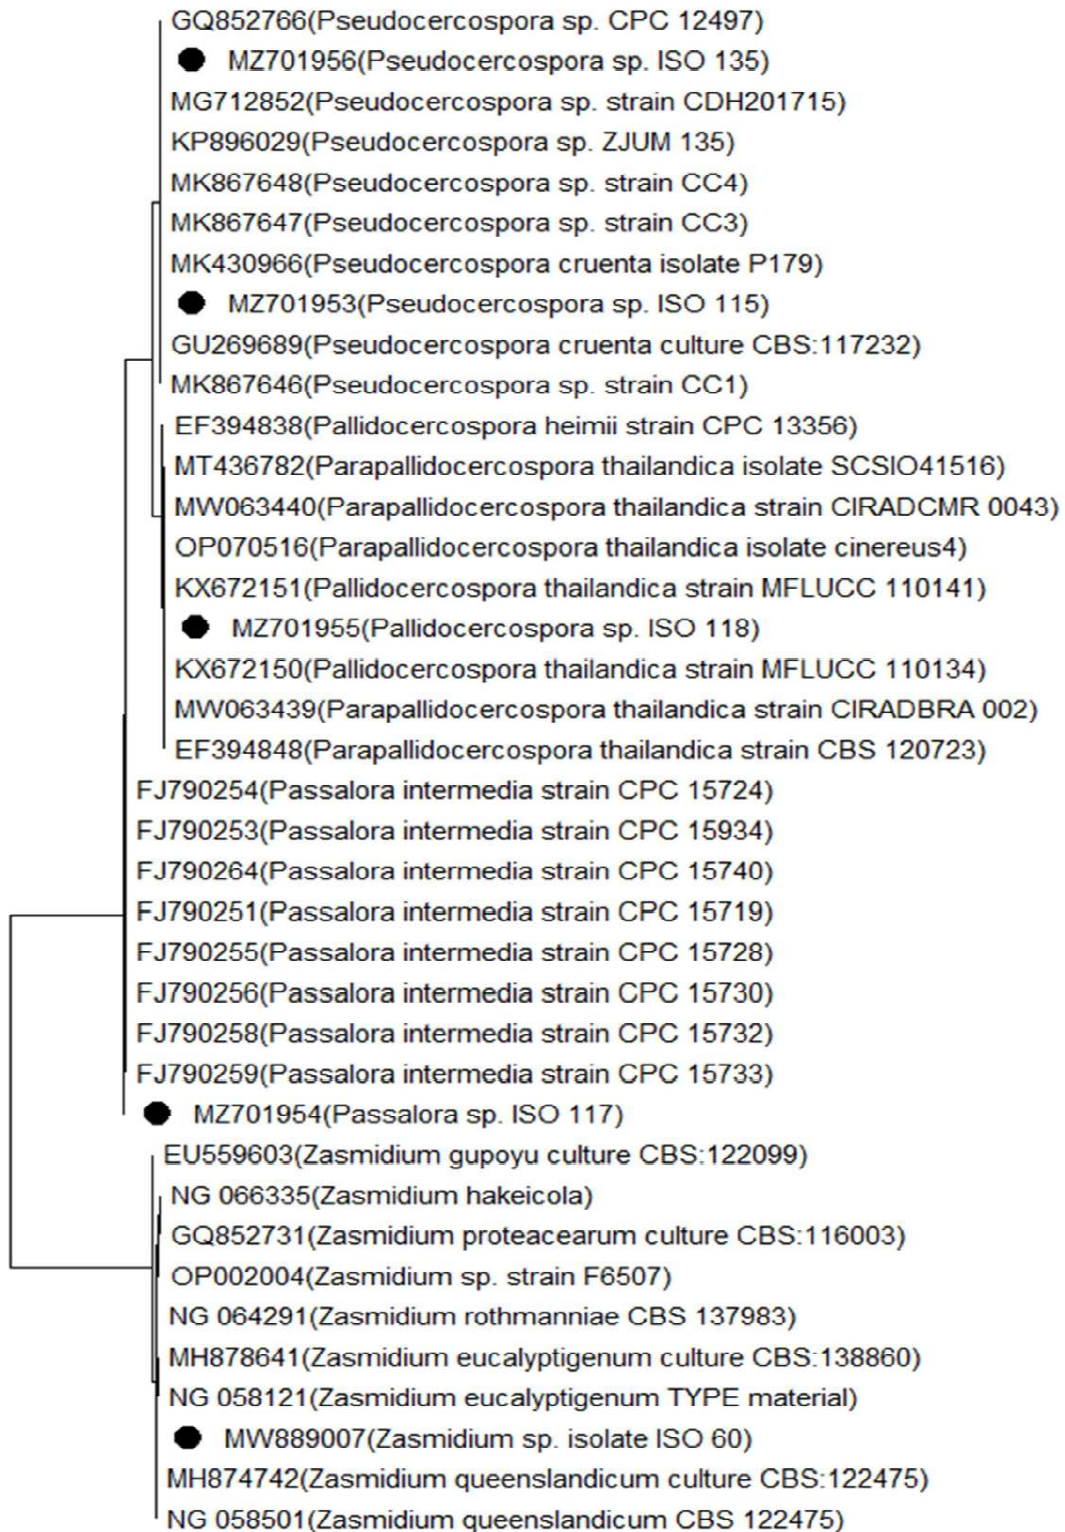 GQ852766(Pseudocercospora sp. CPC 12497)
MZ701956(Pseudocercospora sp. ISO 135)
MG712852(Pseudocercospora sp. strain CDH201715)
KP896029(Pseudocercospora sp. ZJUM 135)
MK867648(Pseudocercospora sp. strain CC4)
MK867647(Pseudocercospora sp. strain CC3)
MK430966(Pseudocercospora cruenta isolate P179)
MZ701953(Pseudocercospora sp. ISO 115)
GU269689(Pseudocercospora cruenta culture CBS:117232)
MK867646(Pseudocercospora sp. strain CC1)
EF394838(Pallidocercospora heimii strain CPC 13356)
MT436782(Parapallidocercospora thailandica isolate SCSIO41516)
MW063440(Parapallidocercospora thailandica strain CIRADCMR 0043)
OP070516(Parapallidocercospora thailandica isolate cinereus4)
KX672151(Pallidocercospora thailandica strain MFLUCC 110141)
MZ701955(Pallidocercospora sp. ISO 118)
KX672150(Pallidocercospora thailandica strain MFLUCC 110134)
MW063439(Parapallidocercospora thailandica strain CIRADBRA 002)
EF394848(Parapallidocercospora thailandica strain CBS 120723)
FJ790254(Passalora intermedia strain CPC 15724)
FJ790253(Passalora intermedia strain CPC 15934)
FJ790264(Passalora intermedia strain CPC 15740)
FJ790251(Passalora intermedia strain CPC 15719)
FJ790255(Passalora intermedia strain CPC 15728)
FJ790256(Passalora intermedia strain CPC 15730)
FJ790258(Passalora intermedia strain CPC 15732)
FJ790259(Passalora intermedia strain CPC 15733)
MZ701954(Passalora sp. ISO 117)
EU559603(Zasmidium gupoyu culture CBS:122099)
NG 066335(Zasmidium hakeicola)
GQ852731(Zasmidium proteacearum culture CBS:116003)
OP002004(Zasmidium sp. strain F6507)
NG 064291(Zasmidium rothmanniae CBS 137983)
MH878641(Zasmidium eucalyptigenum culture CBS:138860)
NG 058121(Zasmidium eucalyptigenum TYPE material)
MW889007(Zasmidium sp. isolate ISO 60)
MH874742(Zasmidium queenslandicum culture CBS:122475)
NG 058501(Zasmidium queenslandicum CBS 122475)